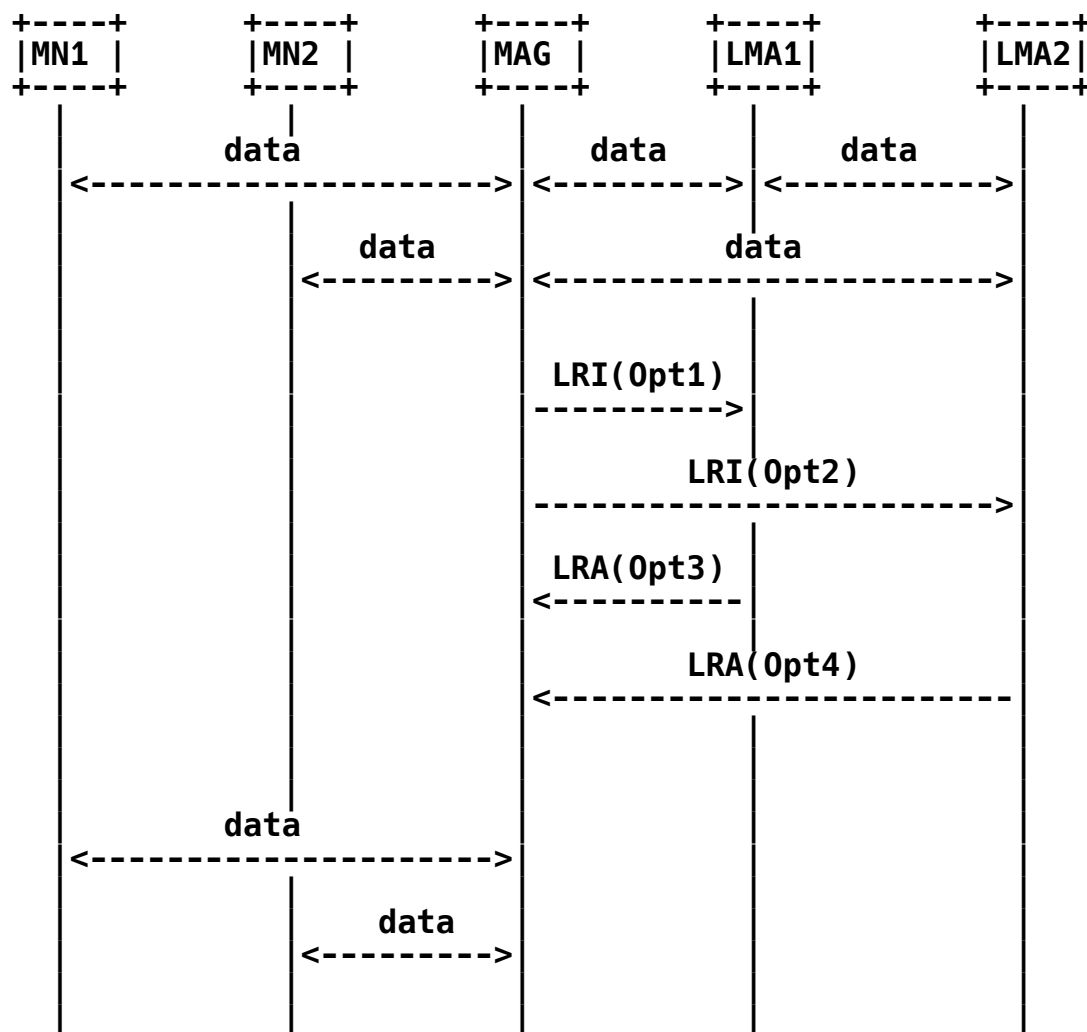 +----+ +----+ +----+ +----+ +----+
|MN1 | |MN2 | |MAG | |LMA1| |LMA2|
+----+ +----+ +----+ +----+ +----+
data data data
<---------------------> <---------> <----------->
data data
<---------> <----------------------->
LRI(Opt1)
---------->
LRI(Opt2)
------------------------>
LRA(Opt3)
<----------
LRA(Opt4)
<------------------------
data
<--------------------->
data
<--------->